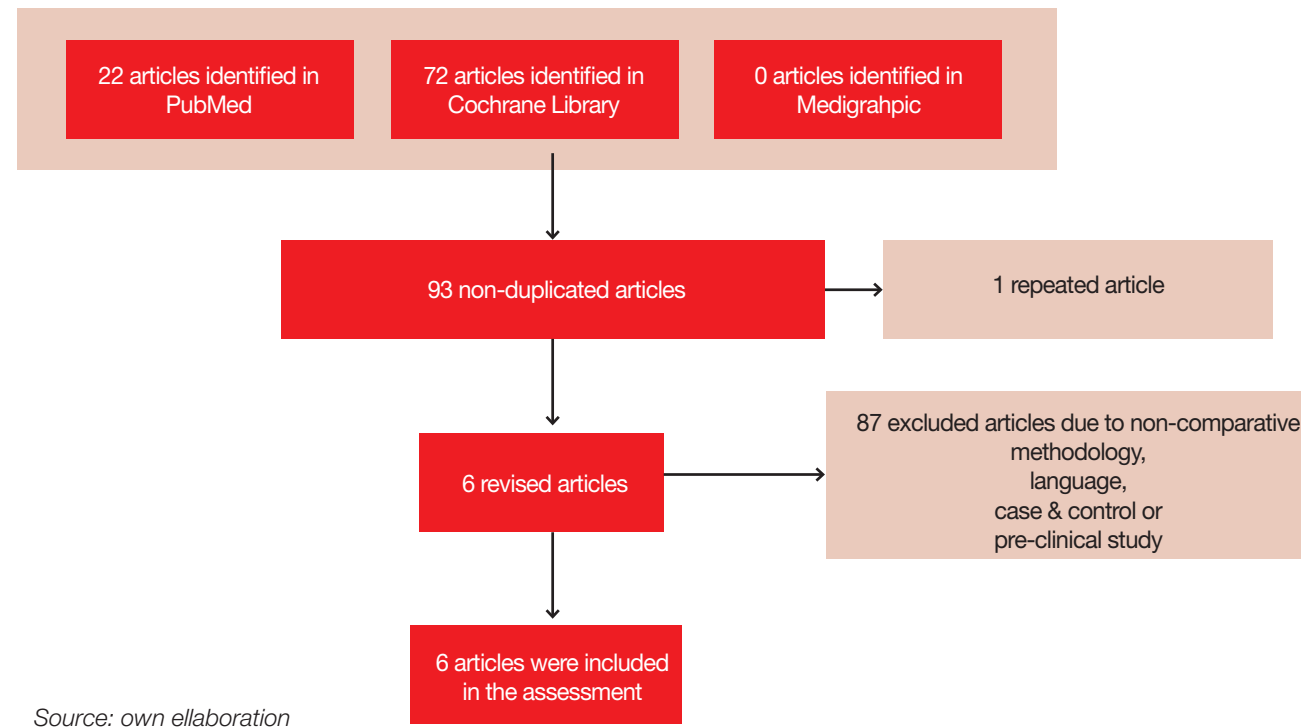 22 articles identified in
PubMed
72 articles identified in
Cochrane Library
0 articles identified in
Medigrahpic
93 non-duplicated articles
1 repeated article
87 excluded articles due to non-comparative
methodology,
language,
case & control or
pre-clinical study
6 revised articles
6 articles were included
in the assessment
Source: own ellaboration